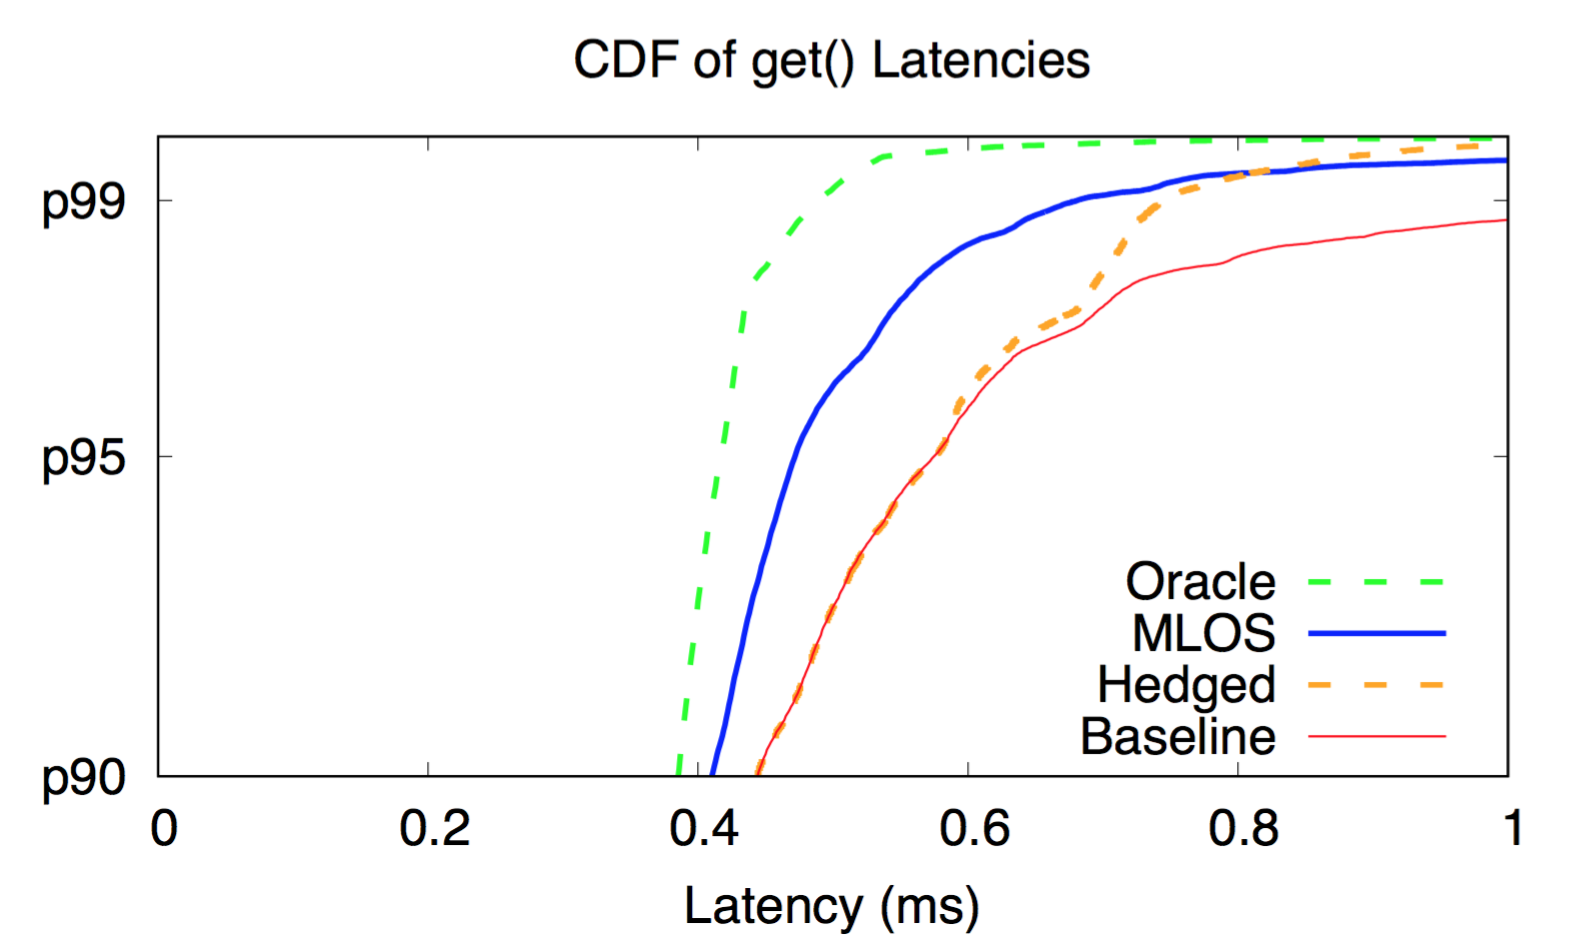 CDF of get() Latencies
p99
p95
p90
Oracle
MLOS
Hedged
Baseline
0 0.2 0.4 0.6 0.8 1
Latency (ms)